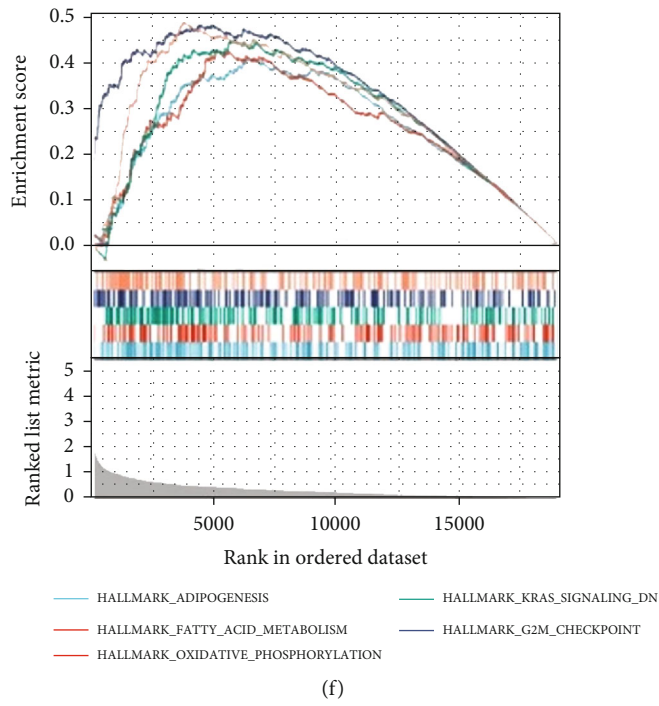 0.5
0.4
0.3
0.2
0.1
0.0
Enrichment score
5
4
3
2
1
0
Ranked list metric
5000 10000 15000
Rank in ordered dataset
HALLMARK_ADIPOGENESIS HALLMARK_KRAS_SIGNALING_DN
HALLMARK_FATTY_ACID_METABOLISM HALLMARK_G2M_CHECKPOINT
HALLMARK_OXIDATIVE_PHOSPHORYLATION
(f)